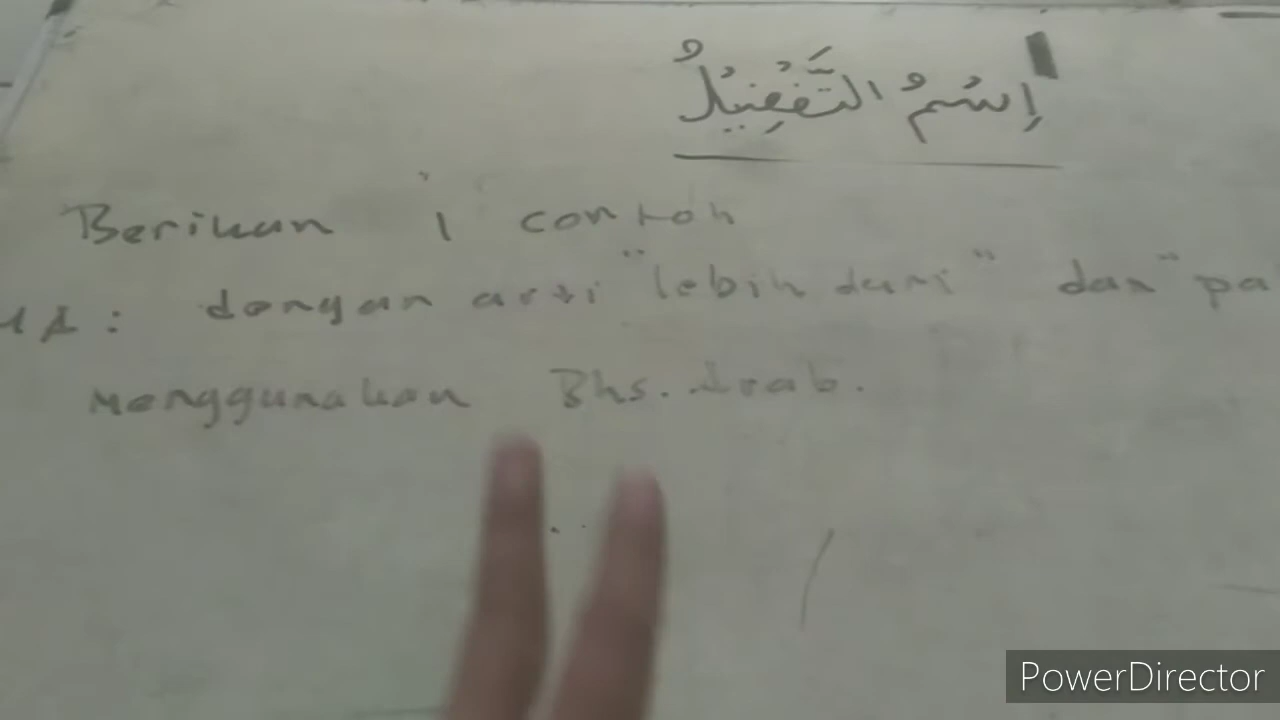 إِسْمُ التَّفْضِيْلُ
Berikan 1 contoh
dengan arti "lebih dari" dan "pa
menggunakan Bhs. Arab.
PowerDirector